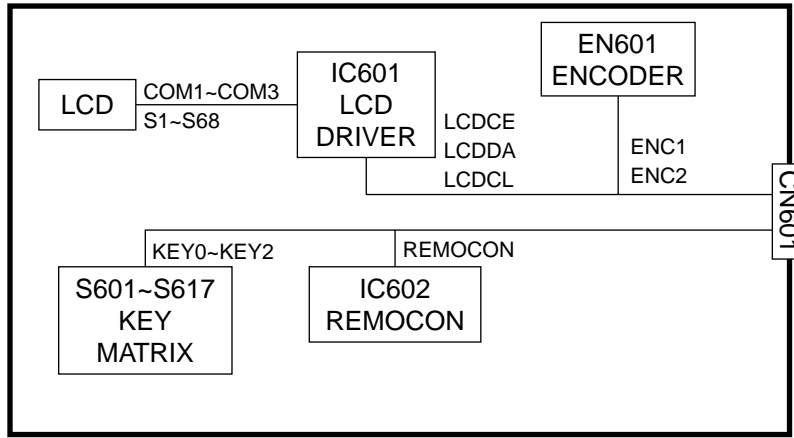 LCD
COM1~COM3
S1~S68
IC601
LCD
DRIVER
LCDCE
LCDDA
LCDCL
EN601
ENCODER
ENC1
ENC2
CN601
KEY0~KEY2
REMOCON
S601~S617
KEY
MATRIX
IC602
REMOCON